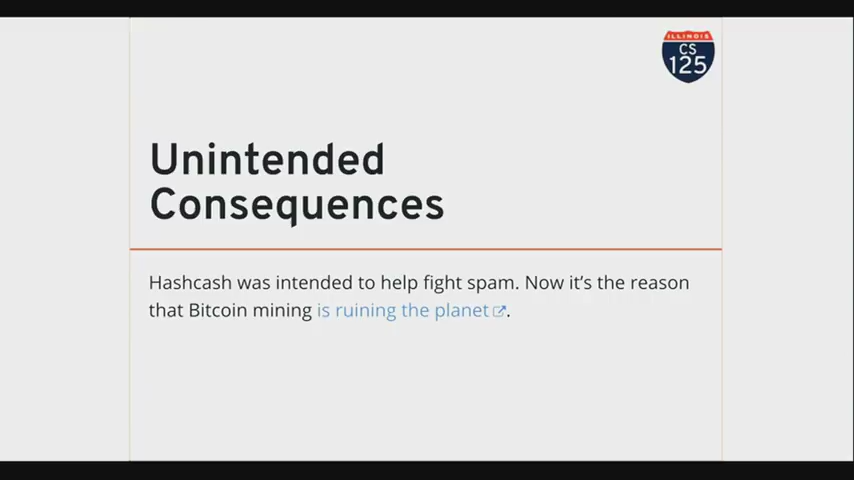 ILLINOIS
CS
125
Unintended
Consequences
Hashcash was intended to help fight spam. Now it's the reason
that Bitcoin mining is ruining the planet.